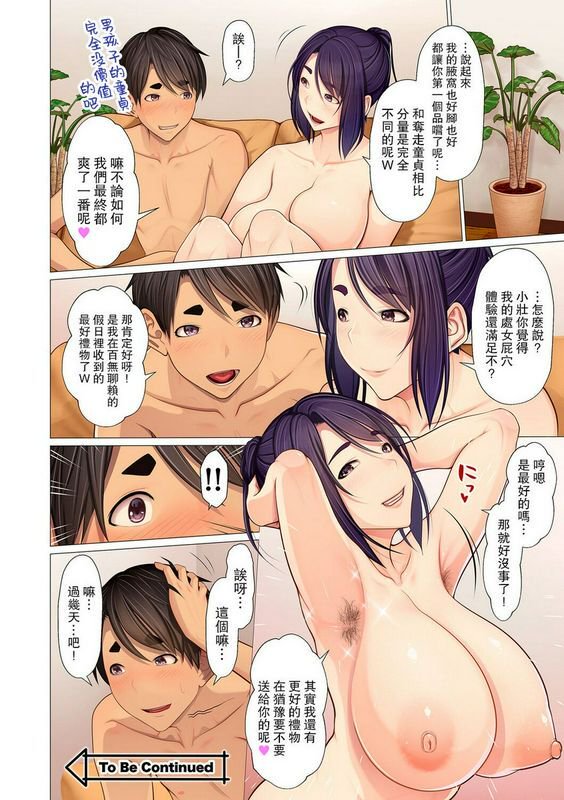 …說起來
我的腋窩也好腳也好
都讓你第一個品嚐了呢…
和奪走童貞相比
分量是完全
不同的呢W
誒
ー？
男孩子的童貞
完全沒價值
的吧
嘛不論如何
我們最終都
爽了一番呢♥
…怎麼說？
小壯你覺得
我的處女屁穴
體驗還滿足不？
那肯定好呀！
是我在百無聊賴的
假日裡收到的
最好禮物了W
哼嗯
是最好的嗎…
那就好沒事了！
にっ♥
!!
其實我還有
更好的禮物
在猶豫要不要
送給你的呢♥
誒呀…
這個嘛…
嘛…
過幾天…吧！
To Be Continued